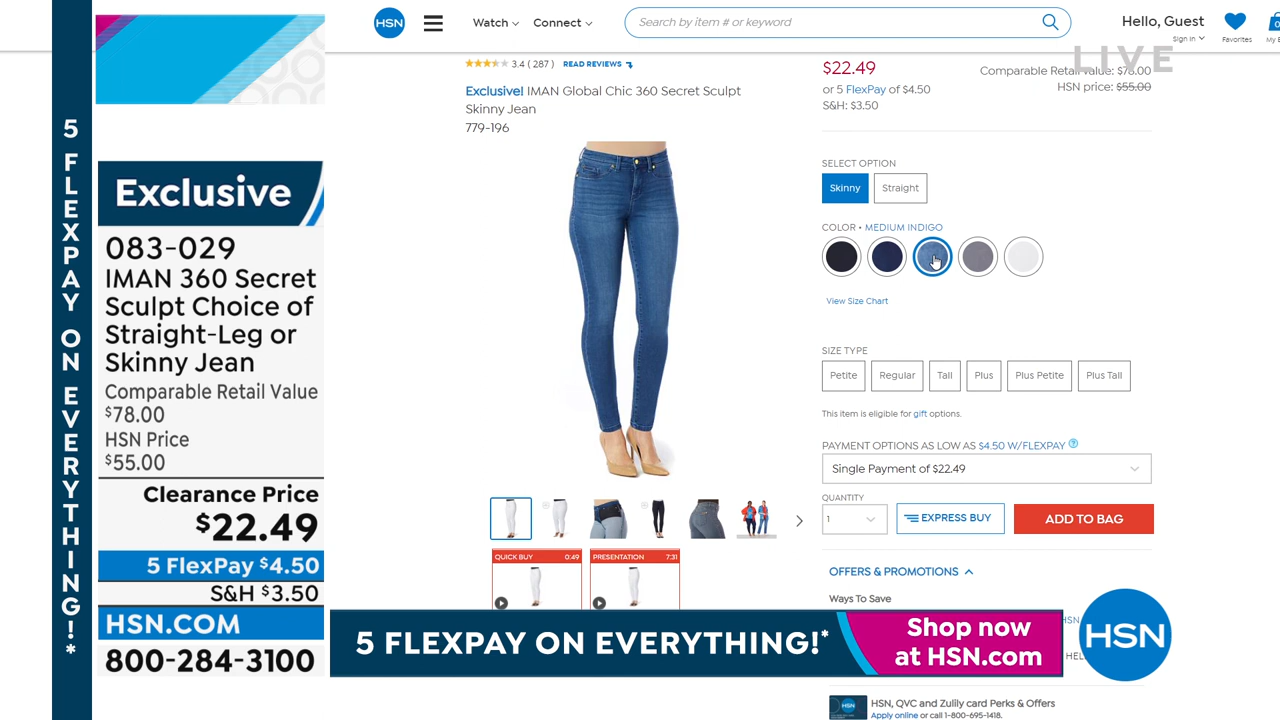 5 FLEXPAY ON EVERYTHING!*
Exclusive
083-029
IMAN 360 Secret
Sculpt Choice of
Straight-Leg or
Skinny Jean
Comparable Retail Value
$78.00
HSN Price
$55.00
Clearance Price
$22.49
5 FlexPay $4.50
S&H $3.50
HSN.COM
800-284-3100
HSN
Watch
Connect
Search by item # or keyword
Hello, Guest
Sign In
Favorites
My
LIVE
3.4 ( 287 )
READ REVIEWS
Exclusive! IMAN Global Chic 360 Secret Sculpt
Skinny Jean
779-196
QUICK BUY 0:49
PRESENTATION 7:31
$22.49
Comparable Retail Value: $78.00
or 5 FlexPay of $4.50
HSN price: $55.00
S&H: $3.50
SELECT OPTION
Skinny
Straight
COLOR • MEDIUM INDIGO
View Size Chart
SIZE TYPE
Petite
Regular
Tall
Plus
Plus Petite
Plus Tall
This item is eligible for gift options.
PAYMENT OPTIONS AS LOW AS $4.50 W/FLEXPAY
Single Payment of $22.49
QUANTITY
1
EXPRESS BUY
ADD TO BAG
OFFERS & PROMOTIONS
Ways To Save
5 FLEXPAY ON EVERYTHING!*
Shop now
at HSN.com
HSN
HSN
HSN, QVC and Zulily card Perks & Offers
Apply online or call 1-800-695-1418.